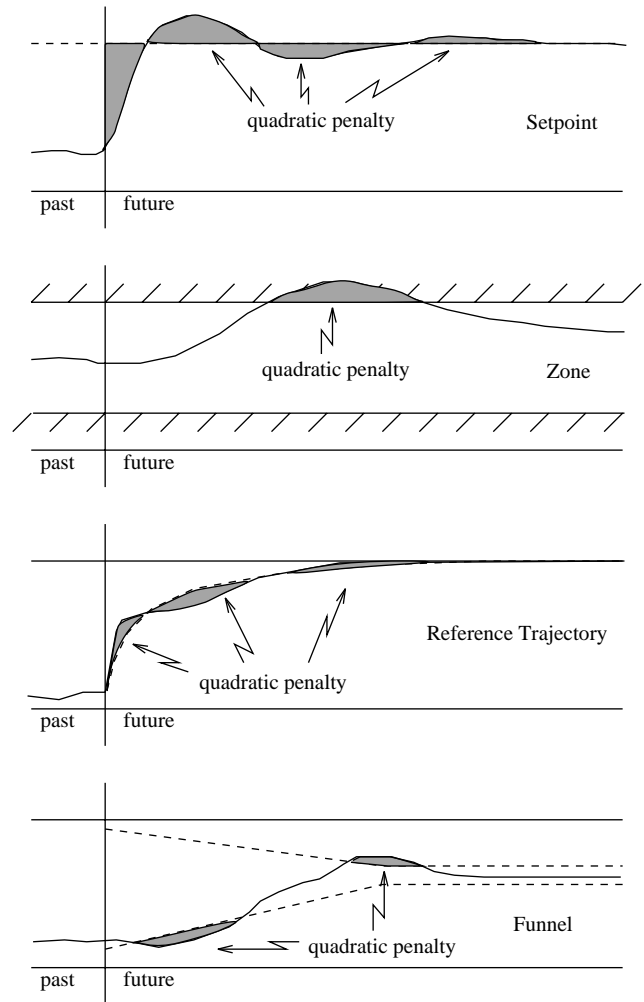 quadratic penalty
Setpoint
past future
quadratic penalty
Zone
past future
Reference Trajectory
quadratic penalty
past future
Funnel
quadratic penalty
past future